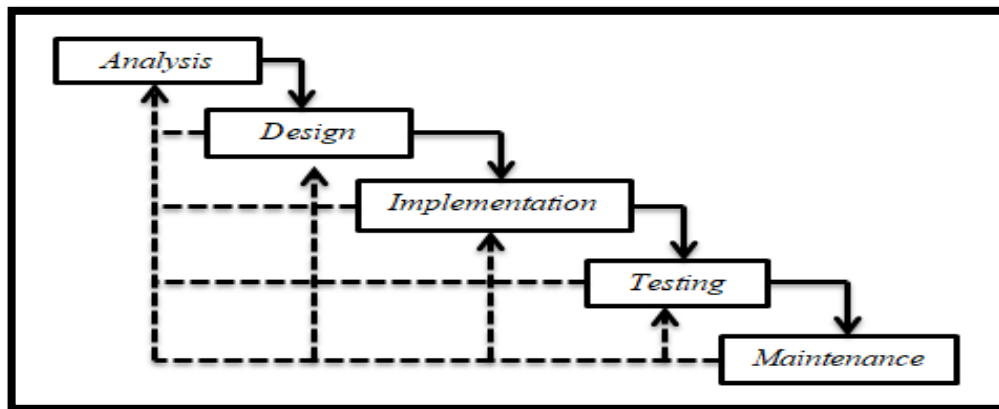 Analysis
Design
Implementation
Testing
Maintenance